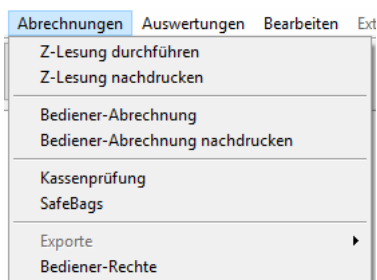 Abrechnungen Auswertungen Bearbeiten
Z-Lesung durchführen
Z-Lesung nachdrucken
Bediener-Abrechnung
Bediener-Abrechnung nachdrucken
Kassenprüfung
SafeBags
Exporte
Bediener-Rechte